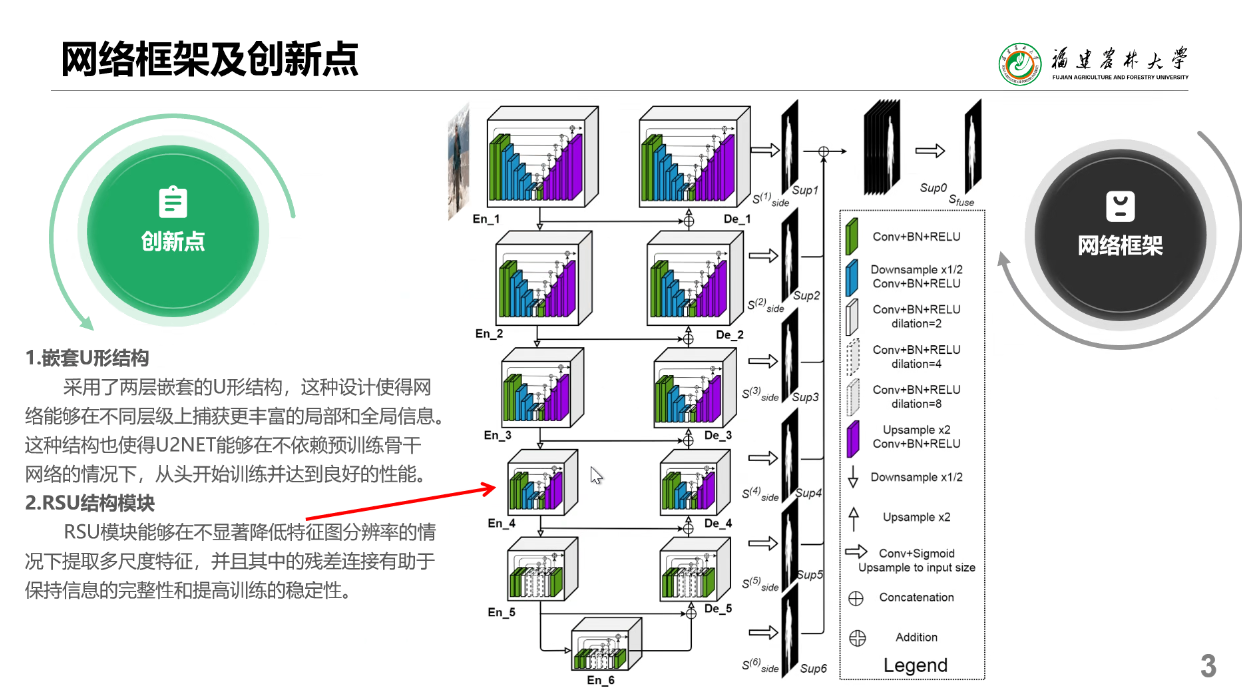 网络框架及创新点
福建农林大学
FUJIAN AGRICULTURE AND FORESTRY UNIVERSITY
创新点
1.嵌套U形结构
采用了两层嵌套的U形结构，这种设计使得网
络能够在不同层级上捕获更丰富的局部和全局信息。
这种结构也使得U2NET能够在不依赖预训练骨干
网络的情况下，从头开始训练并达到良好的性能。
2.RSU结构模块
RSU模块能够在不显著降低特征图分辨率的情
况下提取多尺度特征，并且其中的残差连接有助于
保持信息的完整性和提高训练的稳定性。
En_1
De_1
S(1)side
Sup1
Sup0
Sfuse
En_2
De_2
S(2)side
Sup2
En_3
De_3
S(3)side
Sup3
En_4
De_4
S(4)side
Sup4
En_5
De_5
S(5)side
Sup5
En_6
S(6)side
Sup6
Conv+BN+RELU
Downsample x1/2
Conv+BN+RELU
Conv+BN+RELU
dilation=2
Conv+BN+RELU
dilation=4
Conv+BN+RELU
dilation=8
Upsample x2
Conv+BN+RELU
Downsample x1/2
Upsample x2
Conv+Sigmoid
Upsample to input size
Concatenation
Addition
Legend
网络框架
3